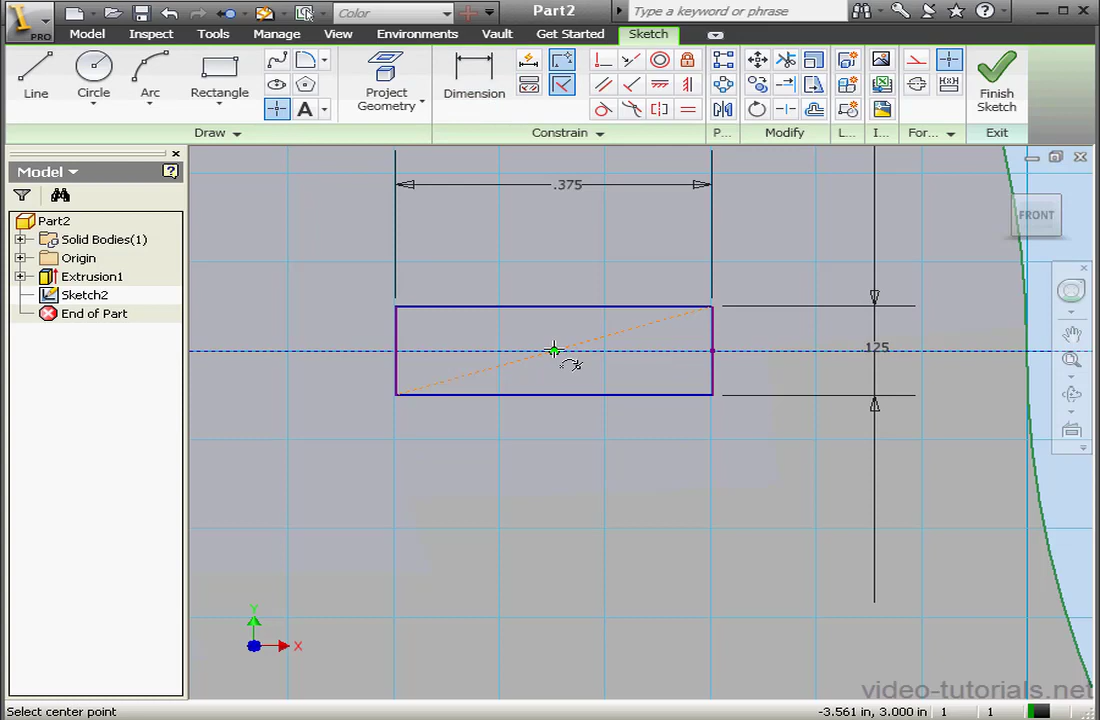 PRO
Color
Part2
Type a keyword or phrase
Model Inspect Tools Manage View Environments Vault Get Started Sketch
Line
Circle
Arc
Rectangle
A
Project
Geometry
Dimension
Finish
Sketch
Draw
Constrain
P...
Modify
L...
I...
For...
Exit
Model
Part2
Solid Bodies(1)
Origin
Extrusion1
Sketch2
End of Part
.375
.125
FRONT
Y
X
video-tutorials.net
Select center point
-3.561 in, 3.000 in 1 1